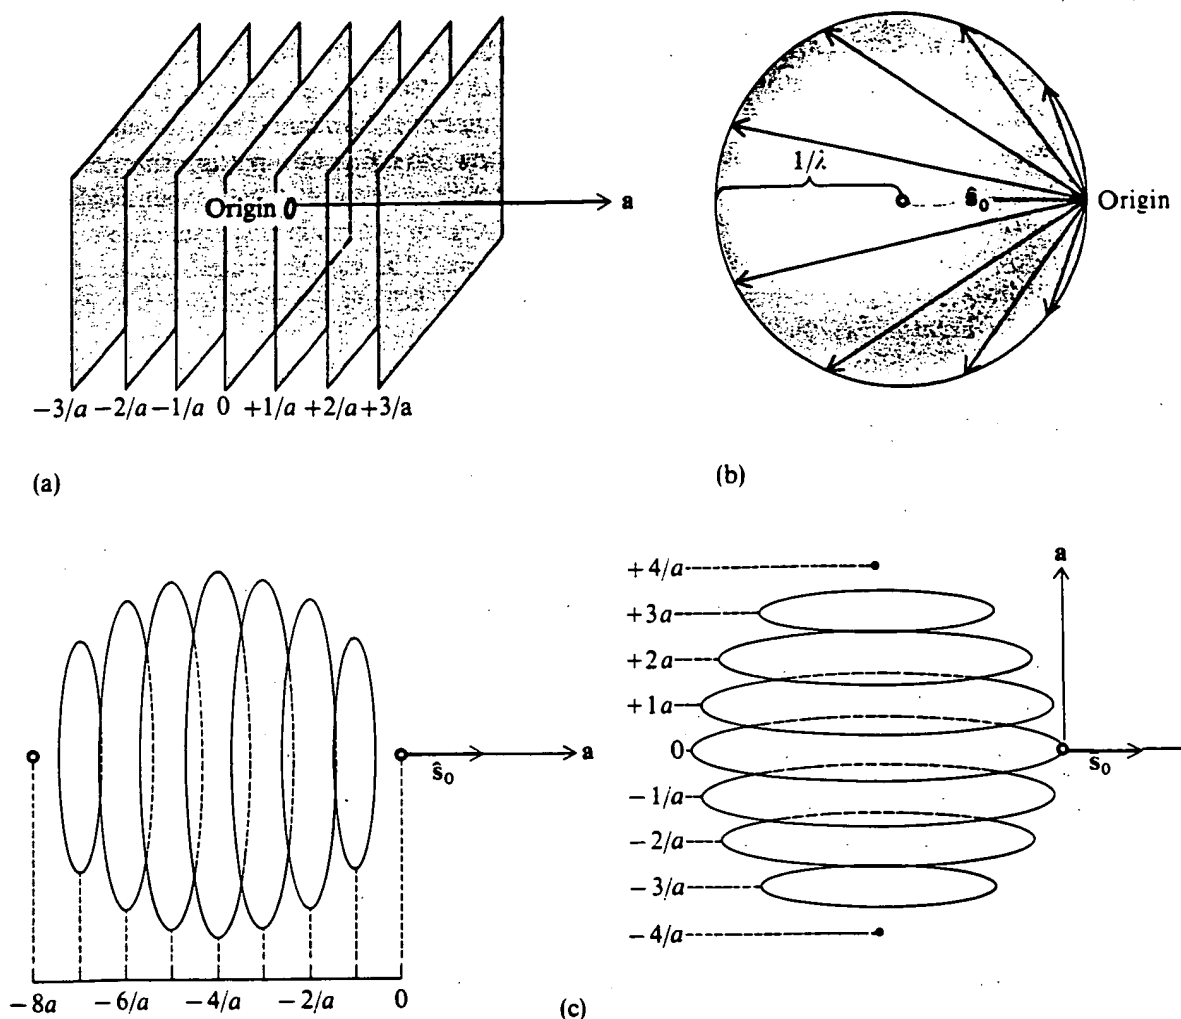 Origin 0
a
−3/a −2/a −1/a 0 +1/a +2/a +3/a
(a)
1/λ
ŝ₀
Origin
(b)
ŝ₀
a
−8a −6/a −4/a −2/a 0
a
+4/a
+3a
+2a
+1a
0
−1/a
−2/a
−3/a
−4/a
s̄₀
(c)